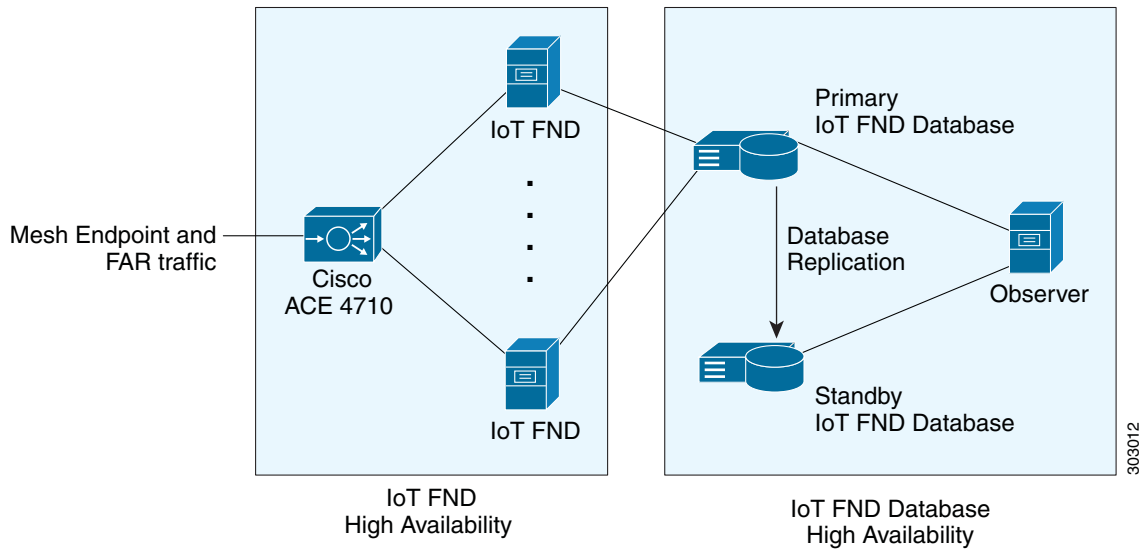 IoT FND
Mesh Endpoint and
FAR traffic
Cisco
ACE 4710
IoT FND
IoT FND
High Availability
Primary
IoT FND Database
Database
Replication
Observer
Standby
IoT FND Database
IoT FND Database
High Availability
303012